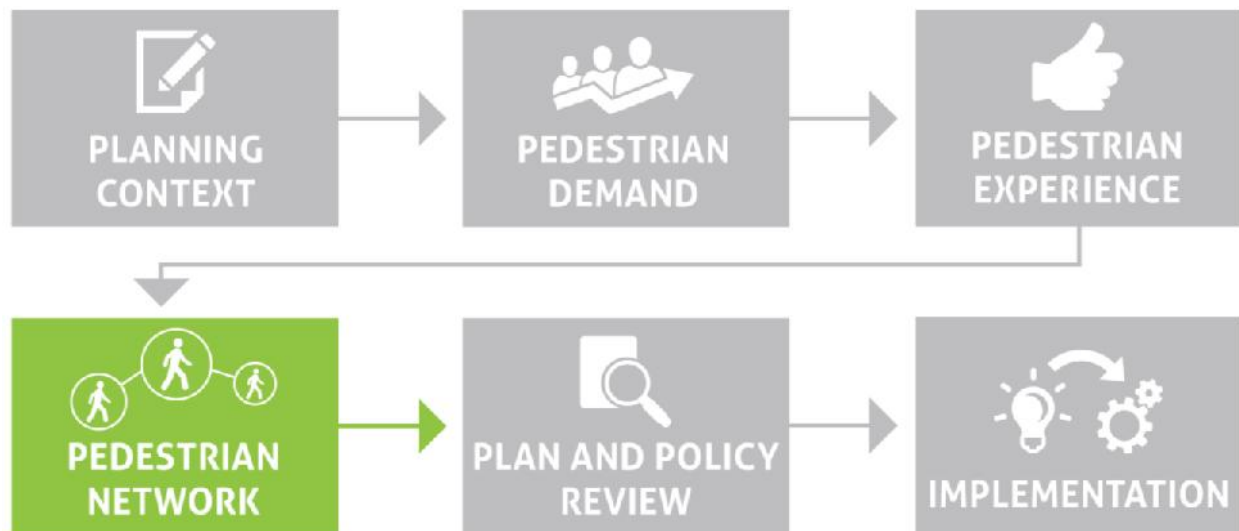 PLANNING
CONTEXT
PEDESTRIAN
DEMAND
PEDESTRIAN
EXPERIENCE
PEDESTRIAN
NETWORK
PLAN AND POLICY
REVIEW
IMPLEMENTATION